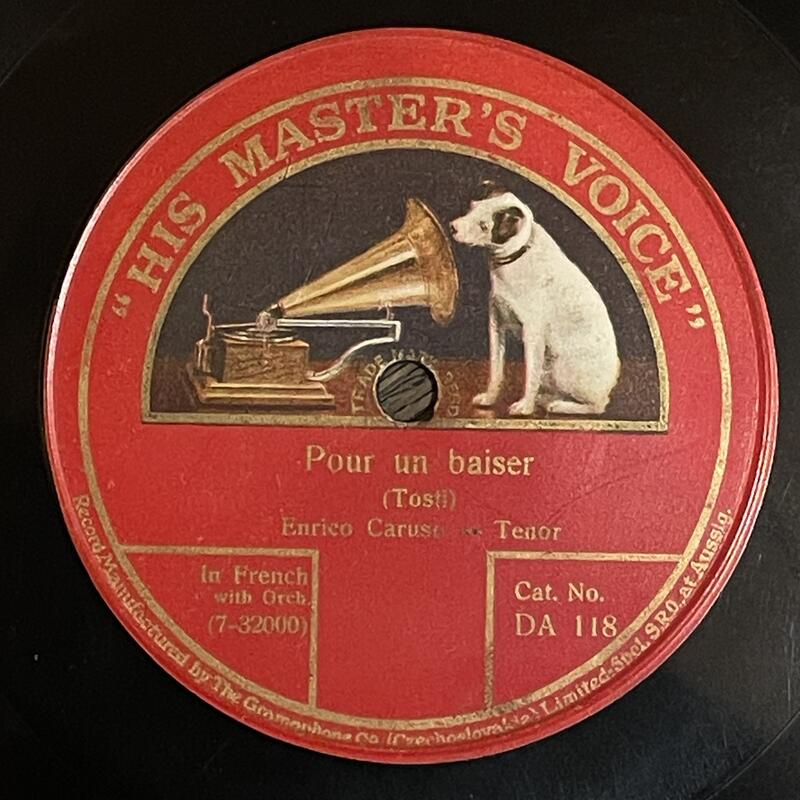 “HIS MASTER'S VOICE”
TRADE MARK
Pour un baiser
(Tosti)
Enrico Caruso - Tenor
In French
with Orch.
(7-32000)
Cat. No.
DA 118
Record Manufactured by The Gramophone Co. (Czechoslovakia) Limited-Spol. S.R.O. at Aussig.